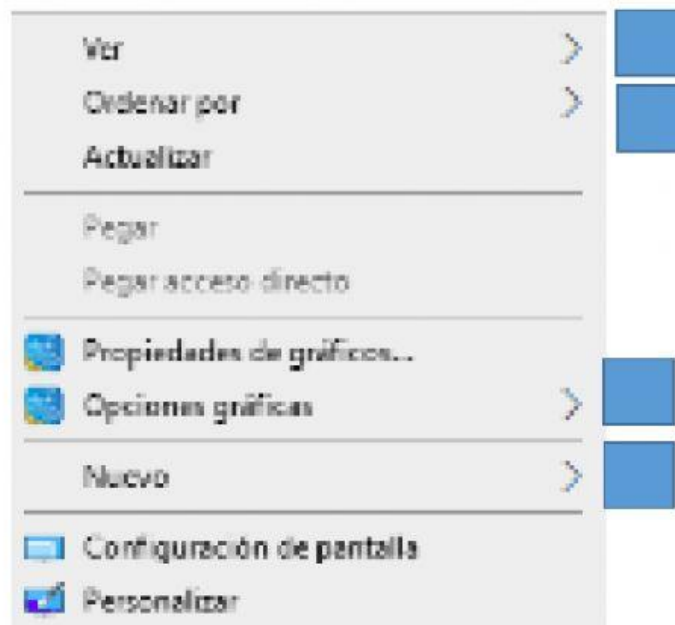 Ver
Ordenar por
Actualizar
Pegar
Pegar acceso directo
Propiedades de gráficos...
Opciones gráficas
Nuevo
Configuración de pantalla
Personalizar